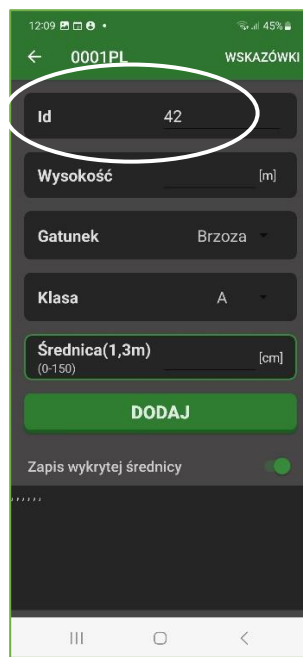 12:09 45%
0001PL WSKAZÓWKI
Id 42
Wysokość [m]
Gatunek Brzoza
Klasa A
Średnica(1,3m) [cm]
(0-150)
DODAJ
Zapis wykrytej średnicy
,,,,,,